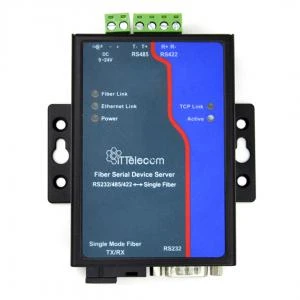 - +  T- T+  R+ R-
DC  RS485  RS422
9-24V
Fiber Link
Ethernet Link  TCP Link
Power  Active
iTTelecom
Fiber Serial Device Server
RS232/485/422 ⟷ Single Fiber
Single Mode Fiber  RS232
TX/RX